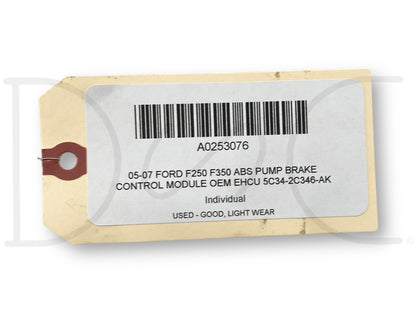 A0253076
05-07 FORD F250 F350 ABS PUMP BRAKE
CONTROL MODULE OEM EHCU 5C34-2C346-AK
Individual
USED - GOOD, LIGHT WEAR